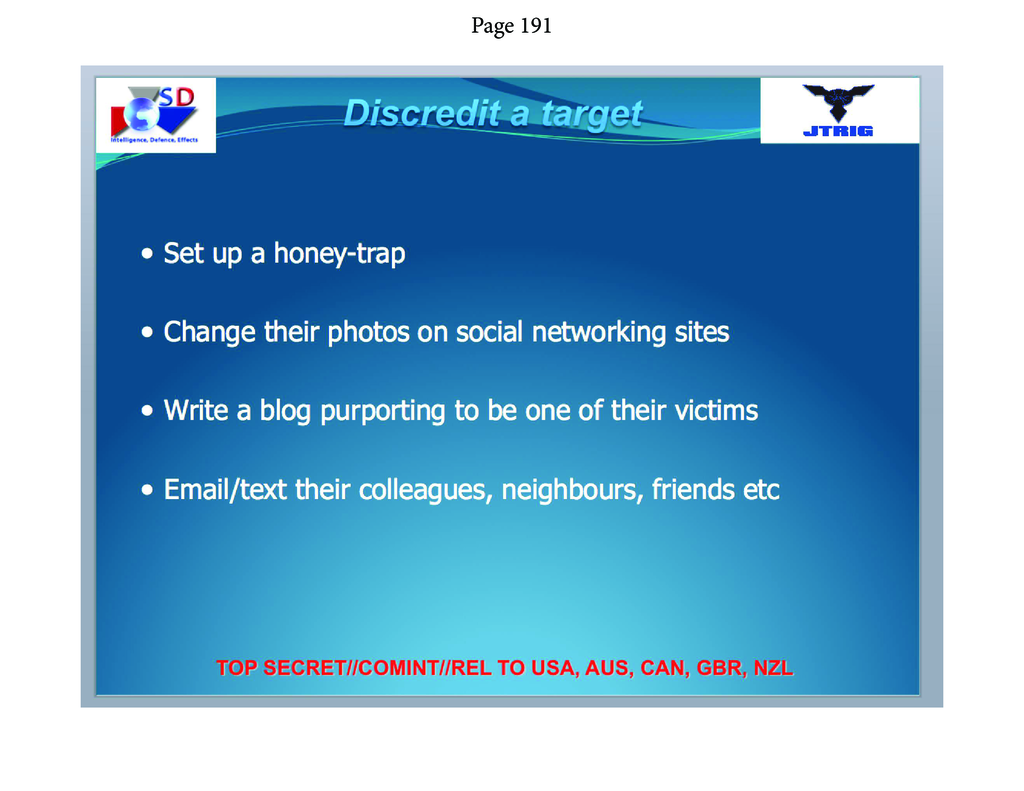 Page 191
CSD
Intelligence, Defence, Effects
Discredit a target
JTRIG
• Set up a honey-trap
• Change their photos on social networking sites
• Write a blog purporting to be one of their victims
• Email/text their colleagues, neighbours, friends etc
TOP SECRET//COMINT//REL TO USA, AUS, CAN, GBR, NZL